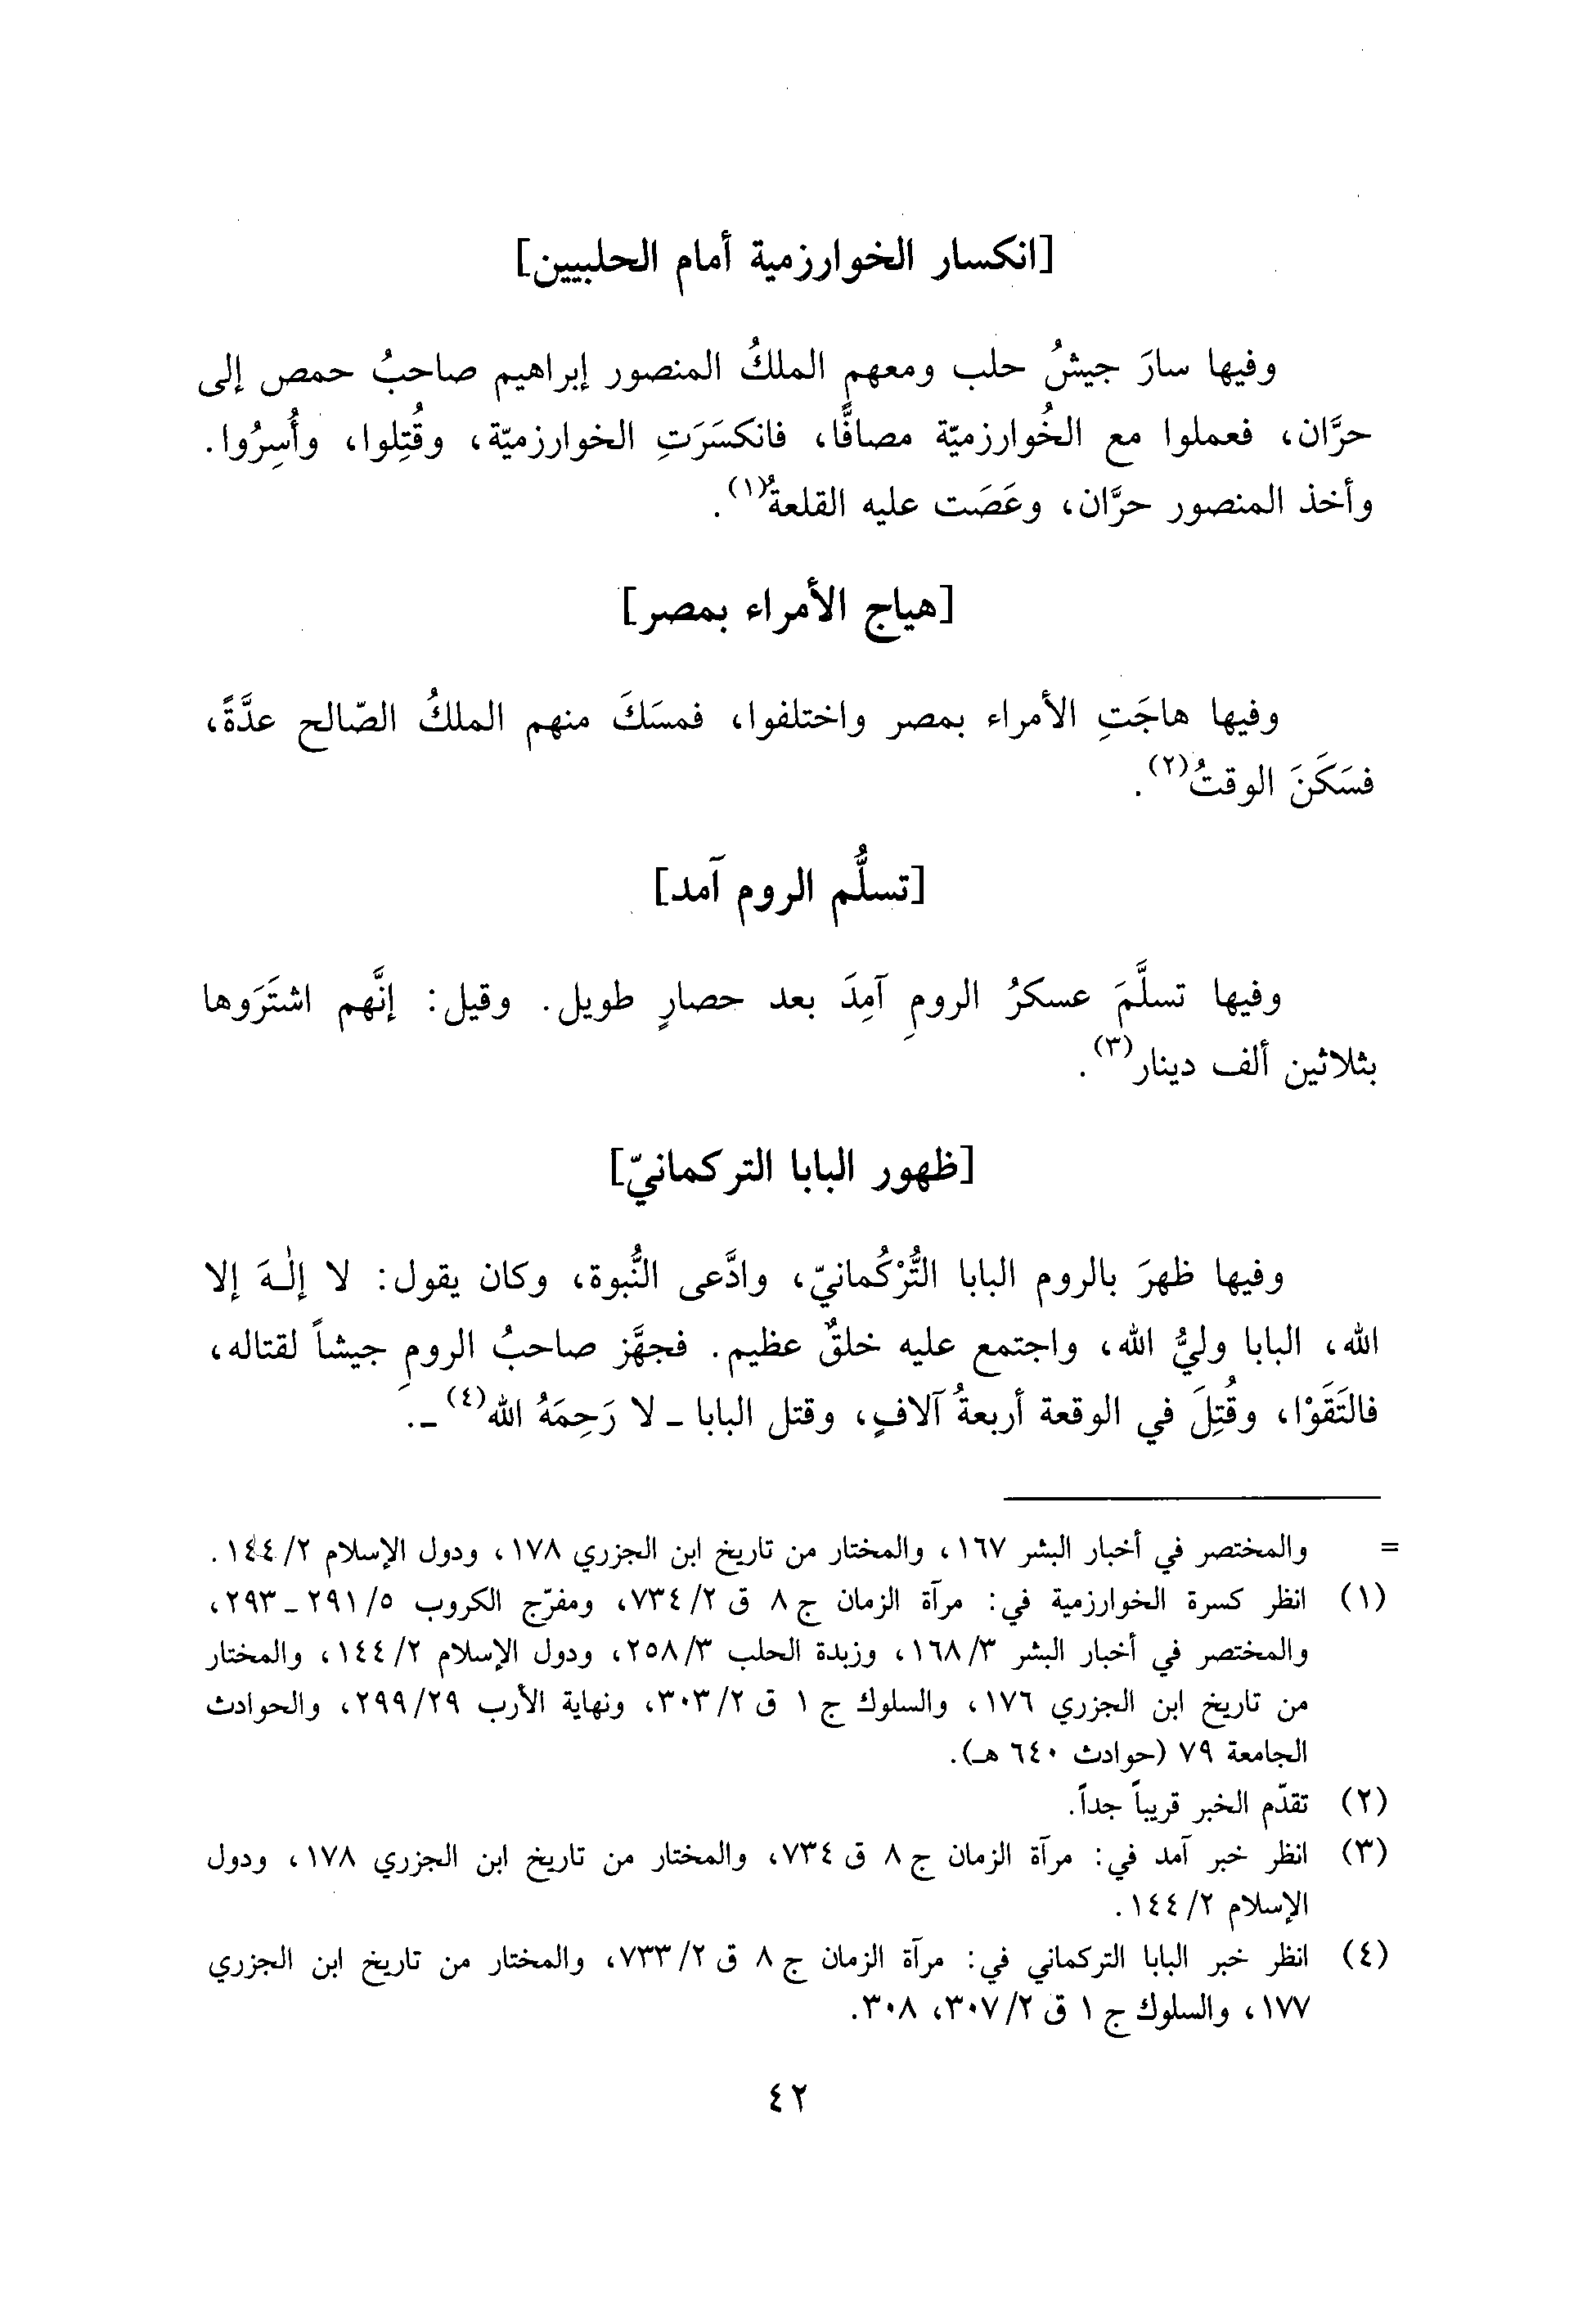 [انكسار الخوارزمية أمام الحلبيين]
وفيها سارَ جيشُ حلب ومعهم الملكُ المنصور إبراهيم صاحبُ حمص إلى
حرَّان، فعملوا مع الخُوارزميّة مصافًّا، فانكسَرَتِ الخوارزميّة، وقُتِلوا، وأُسِرُوا.
وأخذ المنصور حرَّان، وعَصَت عليه القلعةُ(١).
[هياج الأمراء بمصر]
وفيها هاجَتِ الأمراء بمصر واختلفوا، فمسَكَ منهم الملكُ الصّالح عدَّةً،
فسَكَنَ الوقتُ(٢).
[تسلُّم الروم آمد]
وفيها تسلَّمَ عسكرُ الرومِ آمِدَ بعد حصارٍ طويل. وقيل: إنَّهم اشتَرَوها
بثلاثين ألف دينار(٣).
[ظهور البابا التركمانيّ]
وفيها ظهرَ بالروم البابا التُّرْكُمانيّ، وادَّعى النُّبوة، وكان يقول: لا إلٰـهَ إلا
الله، البابا وليُّ الله، واجتمع عليه خلقٌ عظيم. فجهَّز صاحبُ الرومِ جيشاً لقتاله،
فالتَقَوْا، وقُتِلَ في الوقعة أربعةُ آلافٍ، وقتل البابا ـ لا رَحِمَهُ الله(٤) ـ.
= والمختصر في أخبار البشر ١٦٧، والمختار من تاريخ ابن الجزري ١٧٨، ودول الإسلام ٢/ ١٤٤.
(١) انظر كسرة الخوارزمية في: مرآة الزمان ج ٨ ق ٢/ ٧٣٤، ومفرّج الكروب ٥/ ٢٩١ ـ ٢٩٣،
والمختصر في أخبار البشر ٣/ ١٦٨، وزبدة الحلب ٣/ ٢٥٨، ودول الإسلام ٢/ ١٤٤، والمختار
من تاريخ ابن الجزري ١٧٦، والسلوك ج ١ ق ٢/ ٣٠٣، ونهاية الأرب ٢٩/ ٢٩٩، والحوادث
الجامعة ٧٩ (حوادث ٦٤٠ هـ).
(٢) تقدّم الخبر قريباً جداً.
(٣) انظر خبر آمد في: مرآة الزمان ج ٨ ق ٧٣٤، والمختار من تاريخ ابن الجزري ١٧٨، ودول
الإسلام ٢/ ١٤٤.
(٤) انظر خبر البابا التركماني في: مرآة الزمان ج ٨ ق ٢/ ٧٣٣، والمختار من تاريخ ابن الجزري
١٧٧، والسلوك ج ١ ق ٢/ ٣٠٧، ٣٠٨.
٤٢